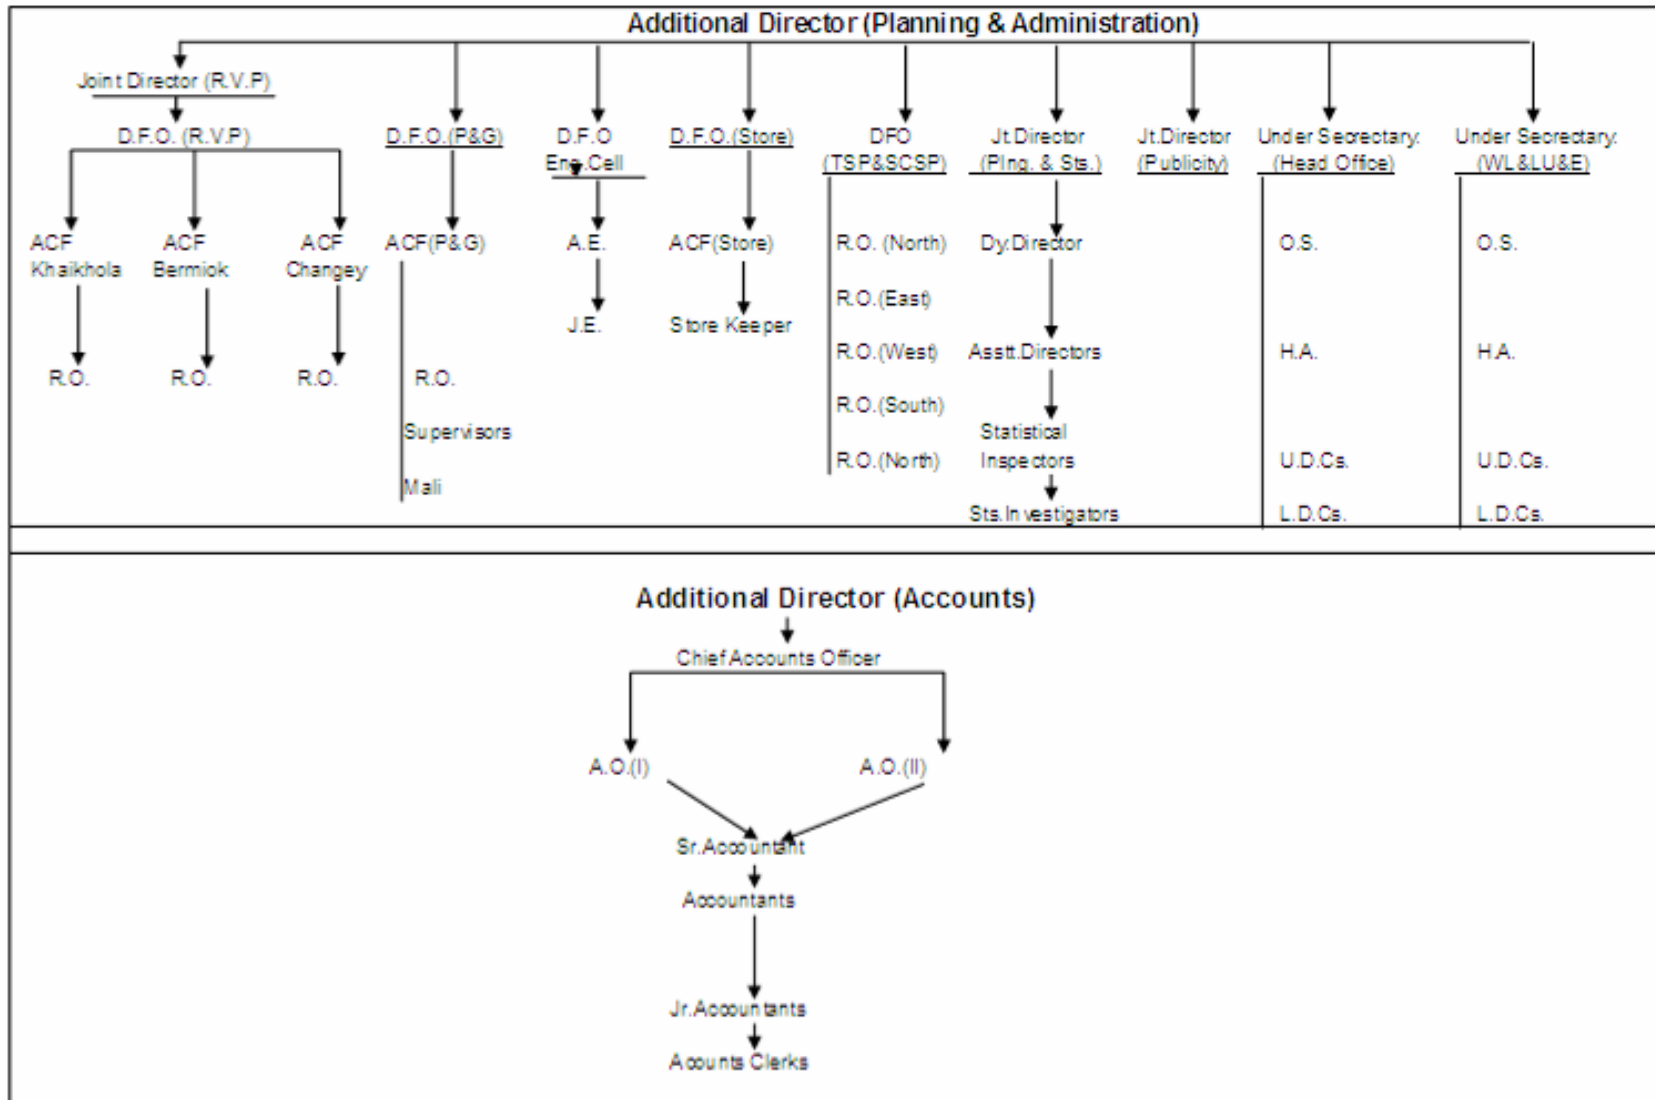 Additional Director (Planning & Administration)
Joint Director (R.V.P)
D.F.O. (R.V.P) D.F.O.(P&G) D.F.O D.F.O.(Store) DFO Jt.Director Jt.Director Under Secrectary. Under Secrectary.
Eng.Cell (TSP&SCSP) (Plng. & Sts.) (Publicity) (Head Office) (WL&LU&E)
ACF ACF ACF ACF(P&G) A.E. ACF(Store) R.O. (North) Dy.Director O.S. O.S.
Khaikhola Bermiok Changey
R.O.(East)
J.E. Store Keeper
R.O.(West) Asstt.Directors H.A. H.A.
R.O. R.O. R.O. R.O.
R.O.(South)
Supervisors Statistical
R.O.(North) Inspectors U.D.Cs. U.D.Cs.
Mali
Sts.Investigators L.D.Cs. L.D.Cs.
Additional Director (Accounts)
Chief Accounts Officer
A.O.(I) A.O.(II)
Sr.Accountant
Accountants
Jr.Accountants
Acounts Clerks